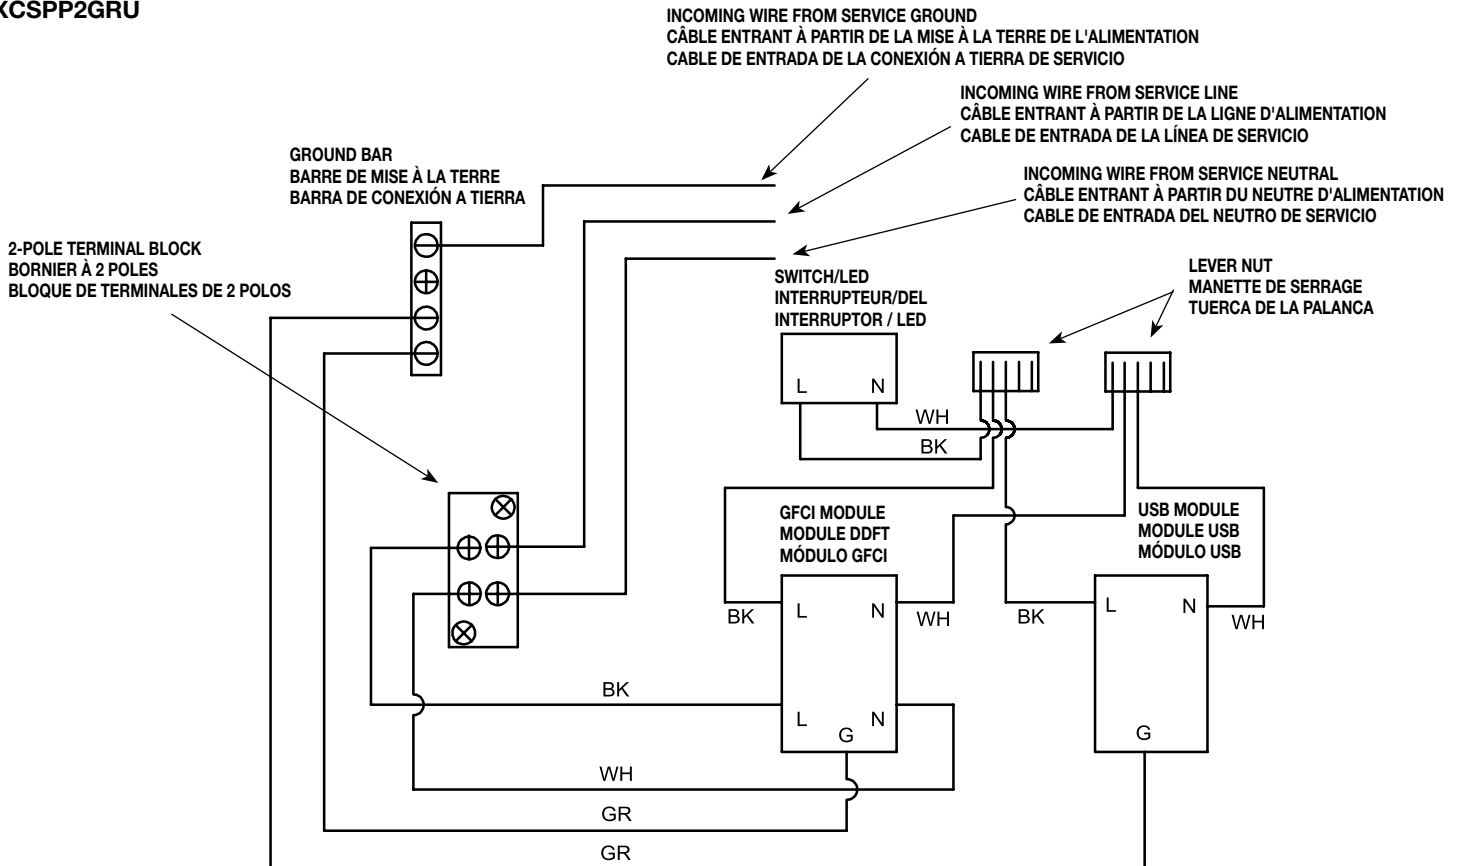 XCSPP2GRU
INCOMING WIRE FROM SERVICE GROUND
CÂBLE ENTRANT À PARTIR DE LA MISE À LA TERRE DE L'ALIMENTATION
CABLE DE ENTRADA DE LA CONEXIÓN A TIERRA DE SERVICIO
INCOMING WIRE FROM SERVICE LINE
CÂBLE ENTRANT À PARTIR DE LA LIGNE D'ALIMENTATION
CABLE DE ENTRADA DE LA LÍNEA DE SERVICIO
GROUND BAR
BARRE DE MISE À LA TERRE
BARRA DE CONEXIÓN A TIERRA
INCOMING WIRE FROM SERVICE NEUTRAL
CÂBLE ENTRANT À PARTIR DU NEUTRE D'ALIMENTATION
CABLE DE ENTRADA DEL NEUTRO DE SERVICIO
2-POLE TERMINAL BLOCK
BORNIER À 2 POLES
BLOQUE DE TERMINALES DE 2 POLOS
SWITCH/LED
INTERRUPTEUR/DEL
INTERRUPTOR / LED
LEVER NUT
MANETTE DE SERRAGE
TUERCA DE LA PALANCA
L N
WH
BK
GFCI MODULE
MODULE DDFT
MÓDULO GFCI
USB MODULE
MODULE USB
MÓDULO USB
BK L N WH
BK L N WH
BK
L N
G
G
WH
GR
GR